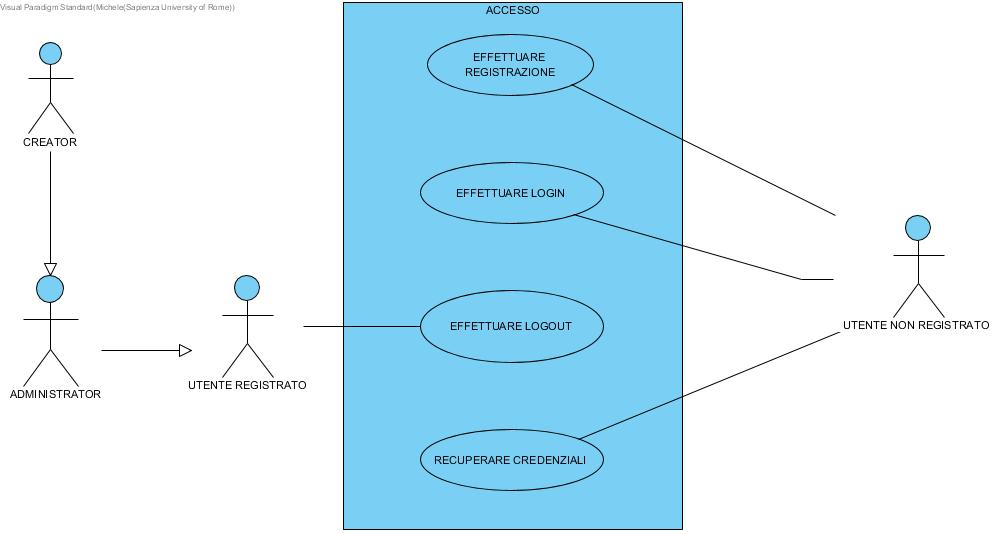 Visual Paradigm Standard(Michele(Sapienza University of Rome))
ACCESSO
EFFETTUARE
REGISTRAZIONE
CREATOR
EFFETTUARE LOGIN
EFFETTUARE LOGOUT
UTENTE NON REGISTRATO
UTENTE REGISTRATO
ADMINISTRATOR
RECUPERARE CREDENZIALI